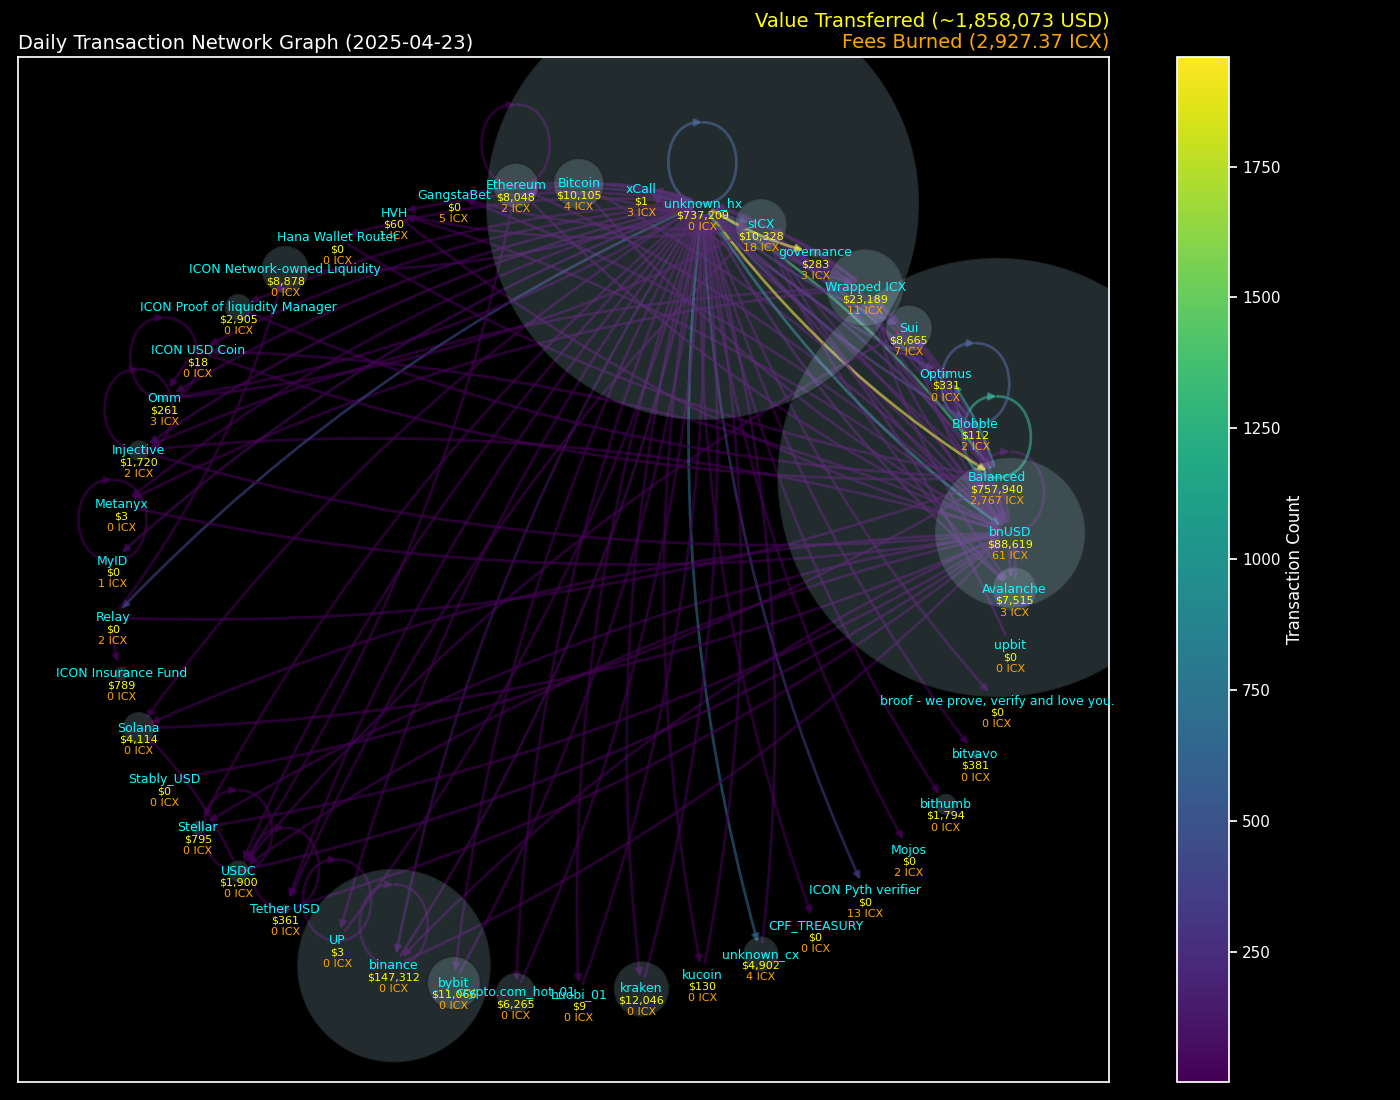 Value Transferred (~1,858,073 USD)
Daily Transaction Network Graph (2025-04-23)
Fees Burned (2,927.37 ICX)
Ethereum
$8,048
2 ICX
Bitcoin
$10,105
4 ICX
xCall
$1
3 ICX
unknown_hx
$737,209
0 ICX
sICX
$10,328
18 ICX
governance
$283
3 ICX
Wrapped ICX
$23,189
11 ICX
Sui
$8,665
7 ICX
Optimus
$331
0 ICX
Blobble
$112
2 ICX
Balanced
$757,940
2,767 ICX
bnUSD
$88,619
61 ICX
Avalanche
$7,515
3 ICX
upbit
$0
0 ICX
broof - we prove, verify and love you.
$0
0 ICX
bitvavo
$381
0 ICX
bithumb
$1,794
0 ICX
Mojos
$0
2 ICX
ICON Pyth verifier
$0
13 ICX
CPF_TREASURY
$0
0 ICX
unknown_cx
$4,902
4 ICX
kucoin
$130
0 ICX
kraken
$12,046
0 ICX
huobi_01
$9
0 ICX
crypto.com_hot_01
$6,265
0 ICX
bybit
$11,066
0 ICX
binance
$147,312
0 ICX
UP
$3
0 ICX
Tether USD
$361
0 ICX
USDC
$1,900
0 ICX
Stellar
$795
0 ICX
Stably_USD
$0
0 ICX
Solana
$4,114
0 ICX
ICON Insurance Fund
$789
0 ICX
Relay
$0
2 ICX
MyID
$0
1 ICX
Metanyx
$3
0 ICX
Injective
$1,720
2 ICX
Omm
$261
3 ICX
ICON USD Coin
$18
0 ICX
ICON Proof of liquidity Manager
$2,905
0 ICX
ICON Network-owned Liquidity
$8,878
0 ICX
Hana Wallet Router
$0
0 ICX
HVH
$60
1 ICX
GangstaBet
$0
5 ICX
1750
1500
1250
1000
750
500
250
Transaction Count